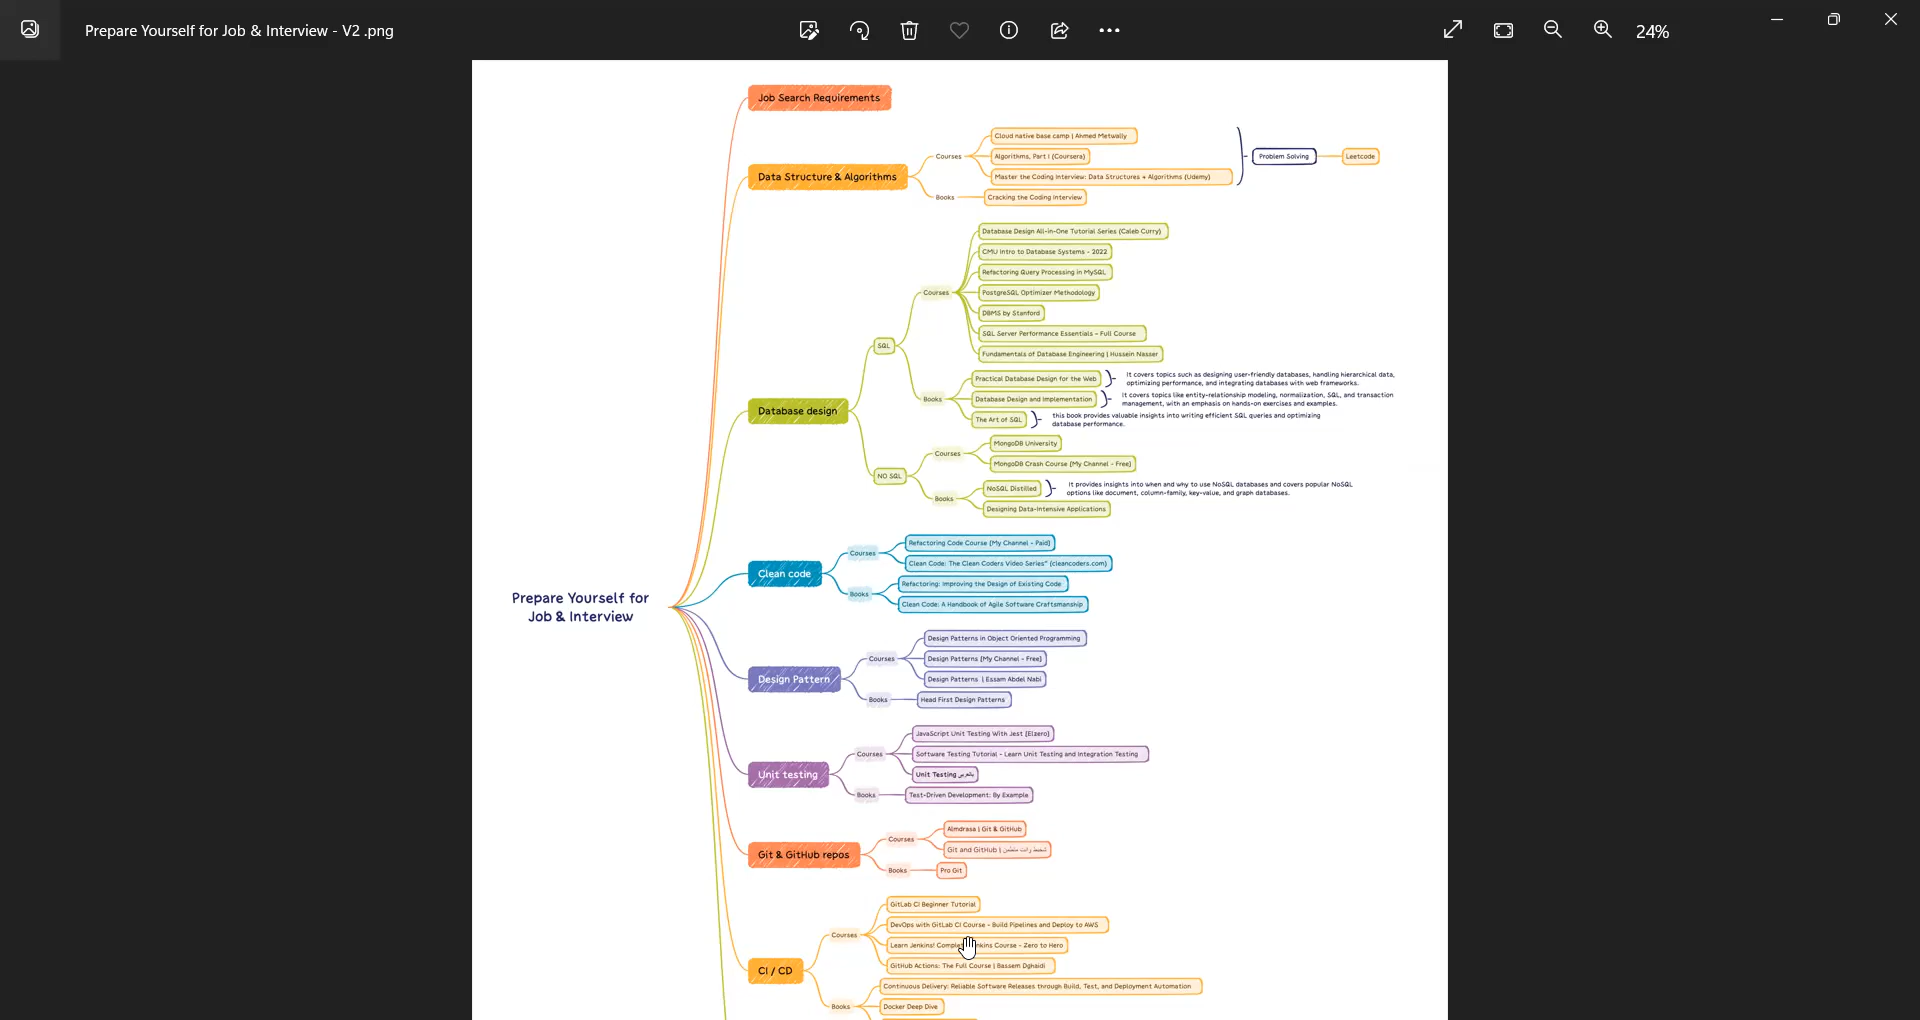 Prepare Yourself for Job & Interview - V2 .png
24%
Job Search Requirements
Data Structure & Algorithms
Courses
Cloud native base camp | Ahmed Metwally
Algorithms, Part I (Coursera)
Master the Coding Interview: Data Structures + Algorithms (Udemy)
Problem Solving
Leetcode
Books
Cracking the Coding Interview
Database design
SQL
Courses
Database Design All-in-One Tutorial Series (Caleb Curry)
CMU Intro to Database Systems - 2022
Refactoring Query Processing in MySQL
PostgreSQL Optimizer Methodology
DBMS by Stanford
SQL Server Performance Essentials – Full Course
Fundamentals of Database Engineering | Hussein Nasser
Books
Practical Database Design for the Web
It covers topics such as designing user-friendly databases, handling hierarchical data,
optimizing performance, and integrating databases with web frameworks.
Database Design and Implementation
It covers topics like entity-relationship modeling, normalization, SQL, and transaction
management, with an emphasis on hands-on exercises and examples.
The Art of SQL
this book provides valuable insights into writing efficient SQL queries and optimizing
database performance.
NO SQL
Courses
MongoDB University
MongoDB Crash Course [My Channel - Free]
Books
NoSQL Distilled
It provides insights into when and why to use NoSQL databases and covers popular NoSQL
options like document, column-family, key-value, and graph databases.
Designing Data-Intensive Applications
Clean code
Courses
Refactoring Code Course [My Channel - Paid]
Clean Code: The Clean Coders Video Series" (cleancoders.com)
Books
Refactoring: Improving the Design of Existing Code
Clean Code: A Handbook of Agile Software Craftsmanship
Prepare Yourself for
Job & Interview
Design Pattern
Courses
Design Patterns in Object Oriented Programming
Design Patterns [My Channel - Free]
Design Patterns | Essam Abdel Nabi
Books
Head First Design Patterns
Unit testing
Courses
JavaScript Unit Testing With Jest [Elzero]
Software Testing Tutorial – Learn Unit Testing and Integration Testing
Unit Testing بالعربي
Books
Test-Driven Development: By Example
Git & GitHub repos
Courses
Almdrasa | Git & GitHub
Git and GitHub |
Books
Pro Git
CI / CD
Courses
GitLab CI Beginner Tutorial
DevOps with GitLab CI Course - Build Pipelines and Deploy to AWS
Learn Jenkins! Course - Zero to Hero
GitHub Actions: The Full Course | Bassem Dghaidi
Books
Continuous Delivery: Reliable Software Releases through Build, Test, and Deployment Automation
Docker Deep Dive